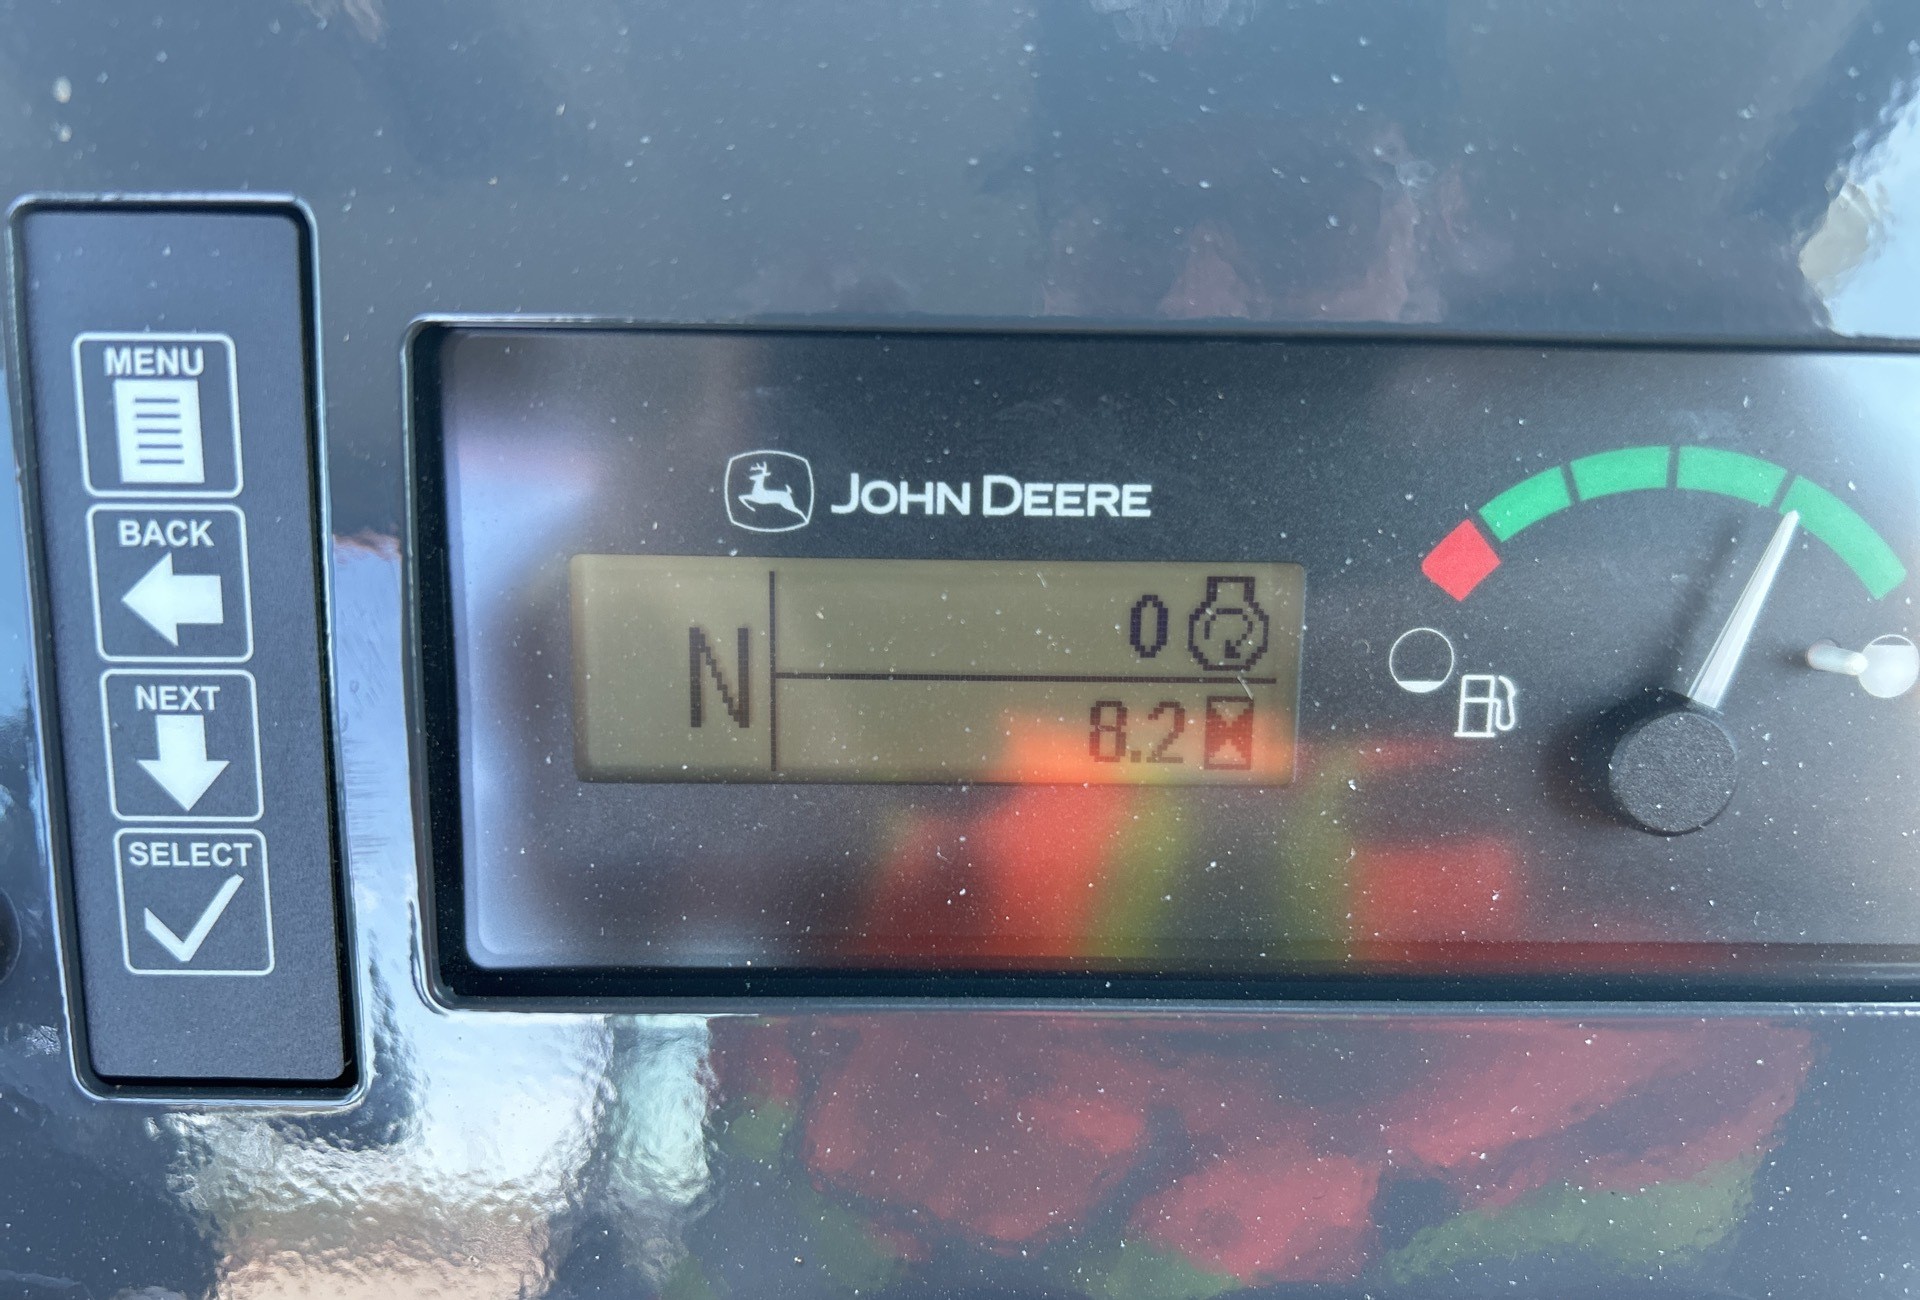 MENU
BACK
NEXT
SELECT
JOHN DEERE
N
0
8.2